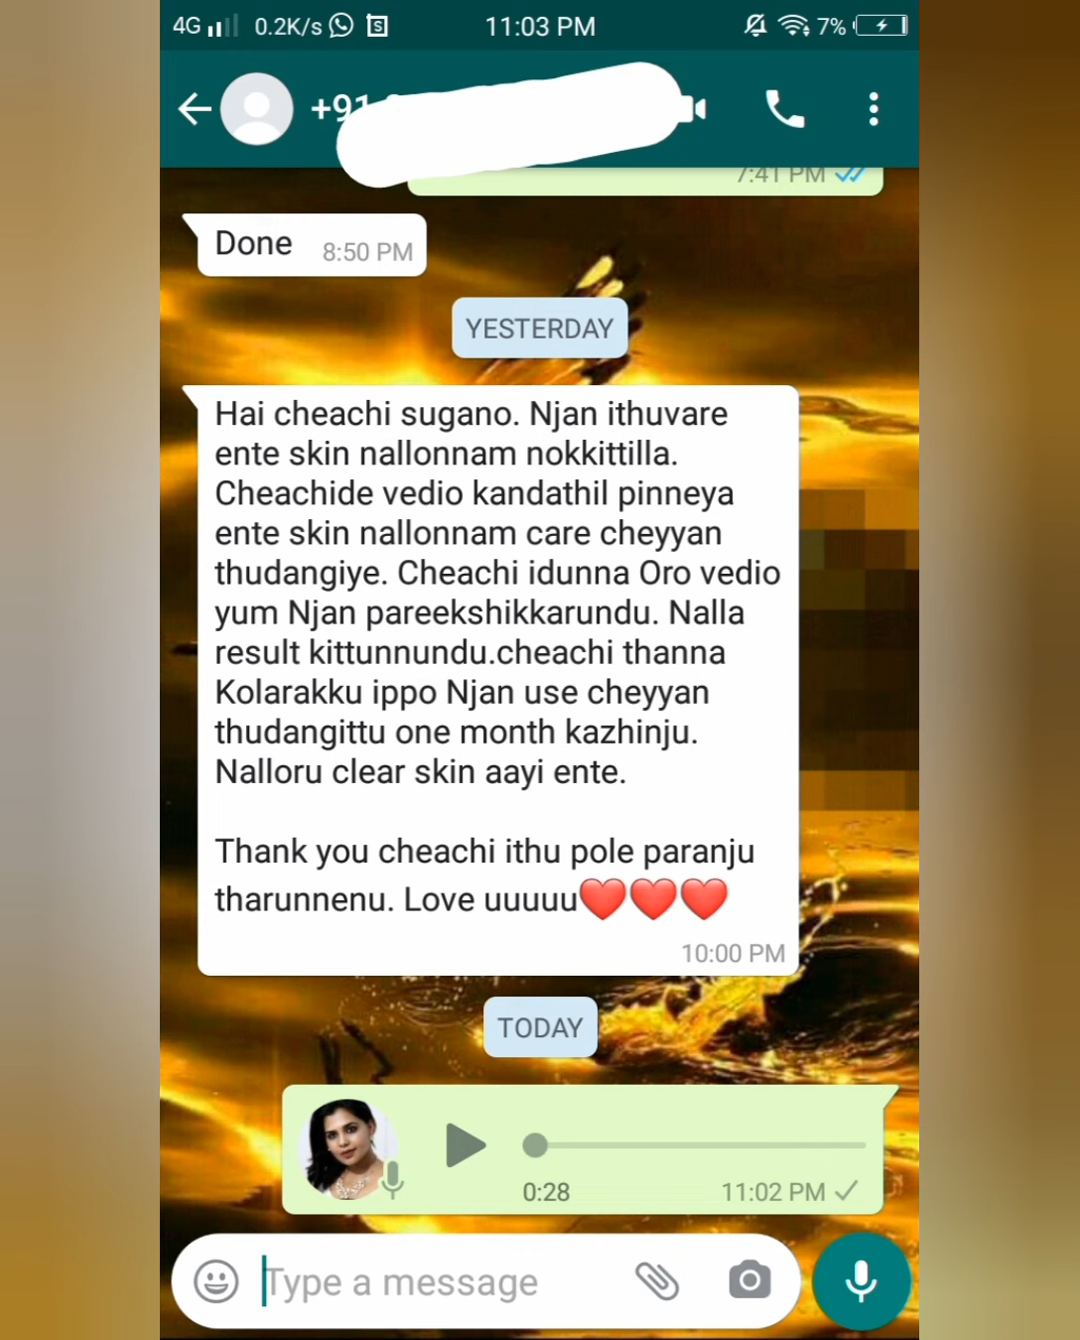 4G 0.2K/s 11:03 PM 7%
+91
7:41 PM
Done 8:50 PM
YESTERDAY
Hai cheachi sugano. Njan ithuvare
ente skin nallonnam nokkittilla.
Cheachide vedio kandathil pinneya
ente skin nallonnam care cheyyan
thudangiye. Cheachi idunna Oro vedio
yum Njan pareekshikkarundu. Nalla
result kittunnundu.cheachi thanna
Kolarakku ippo Njan use cheyyan
thudangittu one month kazhinju.
Nalloru clear skin aayi ente.
Thank you cheachi ithu pole paranju
tharunnenu. Love uuuuu❤️❤️❤️
10:00 PM
TODAY
0:28 11:02 PM
Type a message